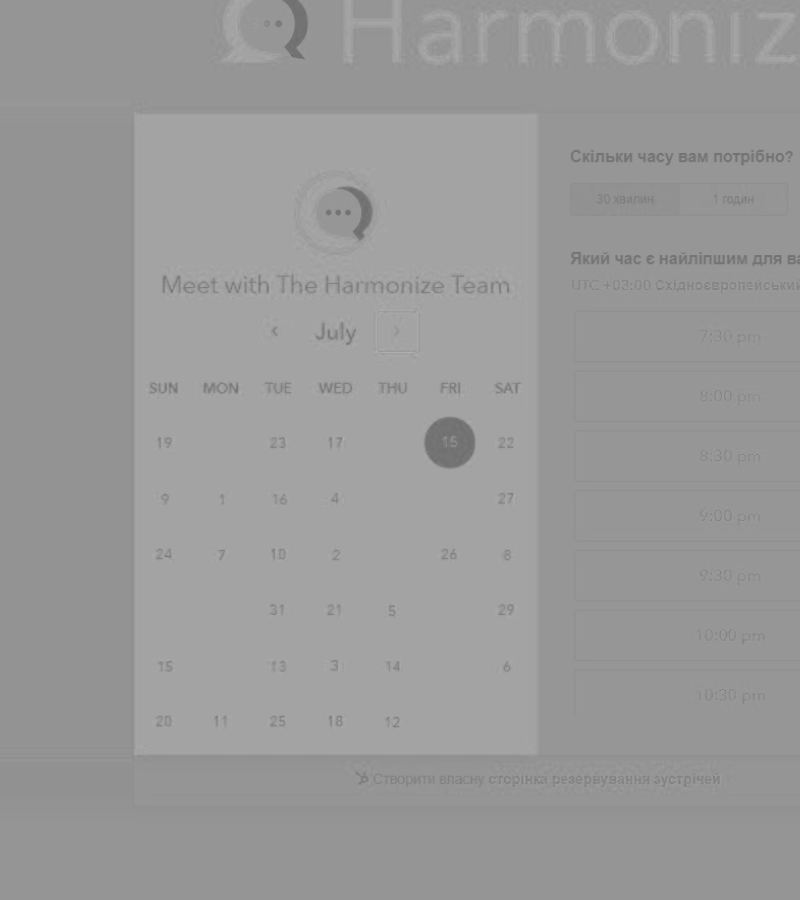 Harmoniz
Meet with The Harmonize Team
July
SUN MON TUE WED THU FRI SAT
19 23 17 15 22
9 1 16 4 27
24 7 10 2 26 8
31 21 5 29
15 13 3 14 6
20 11 25 18 12
Скільки часу вам потрібно?
30 хвилин 1 годин
Який час є найліпшим для ва
UTC +03:00 Східноєвропейський
7:30 pm
8:00 pm
8:30 pm
9:00 pm
9:30 pm
10:00 pm
10:30 pm
Створити власну сторінка резервування зустрічей